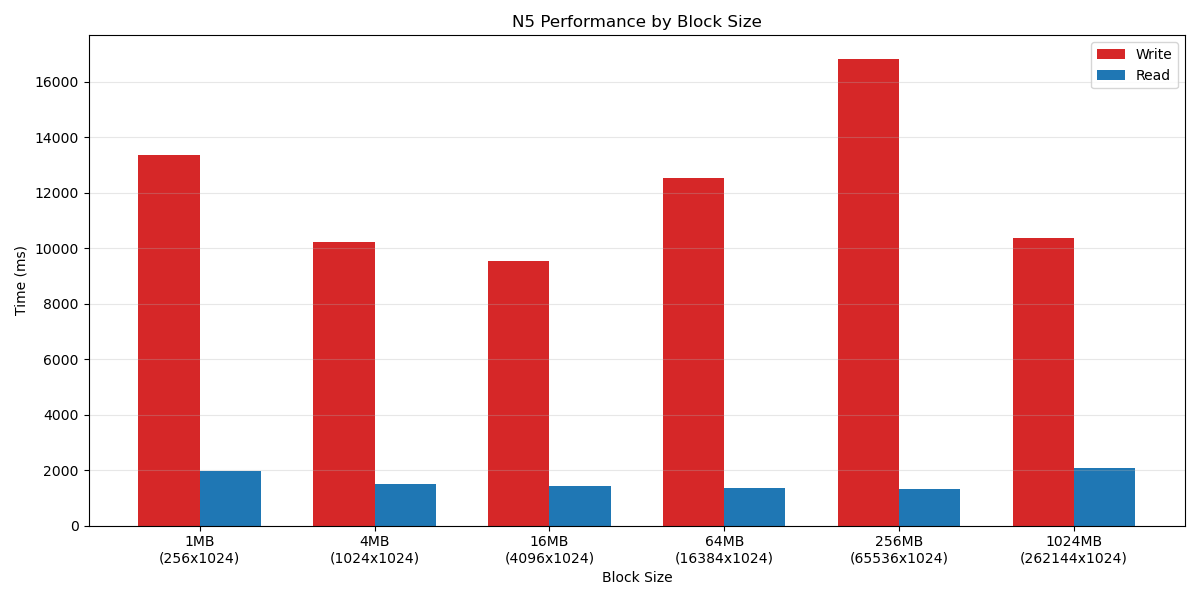 N5 Performance by Block Size
Write
Read
Time (ms)
16000
14000
12000
10000
8000
6000
4000
2000
0
1MB
(256x1024)
4MB
(1024x1024)
16MB
(4096x1024)
64MB
(16384x1024)
256MB
(65536x1024)
1024MB
(262144x1024)
Block Size